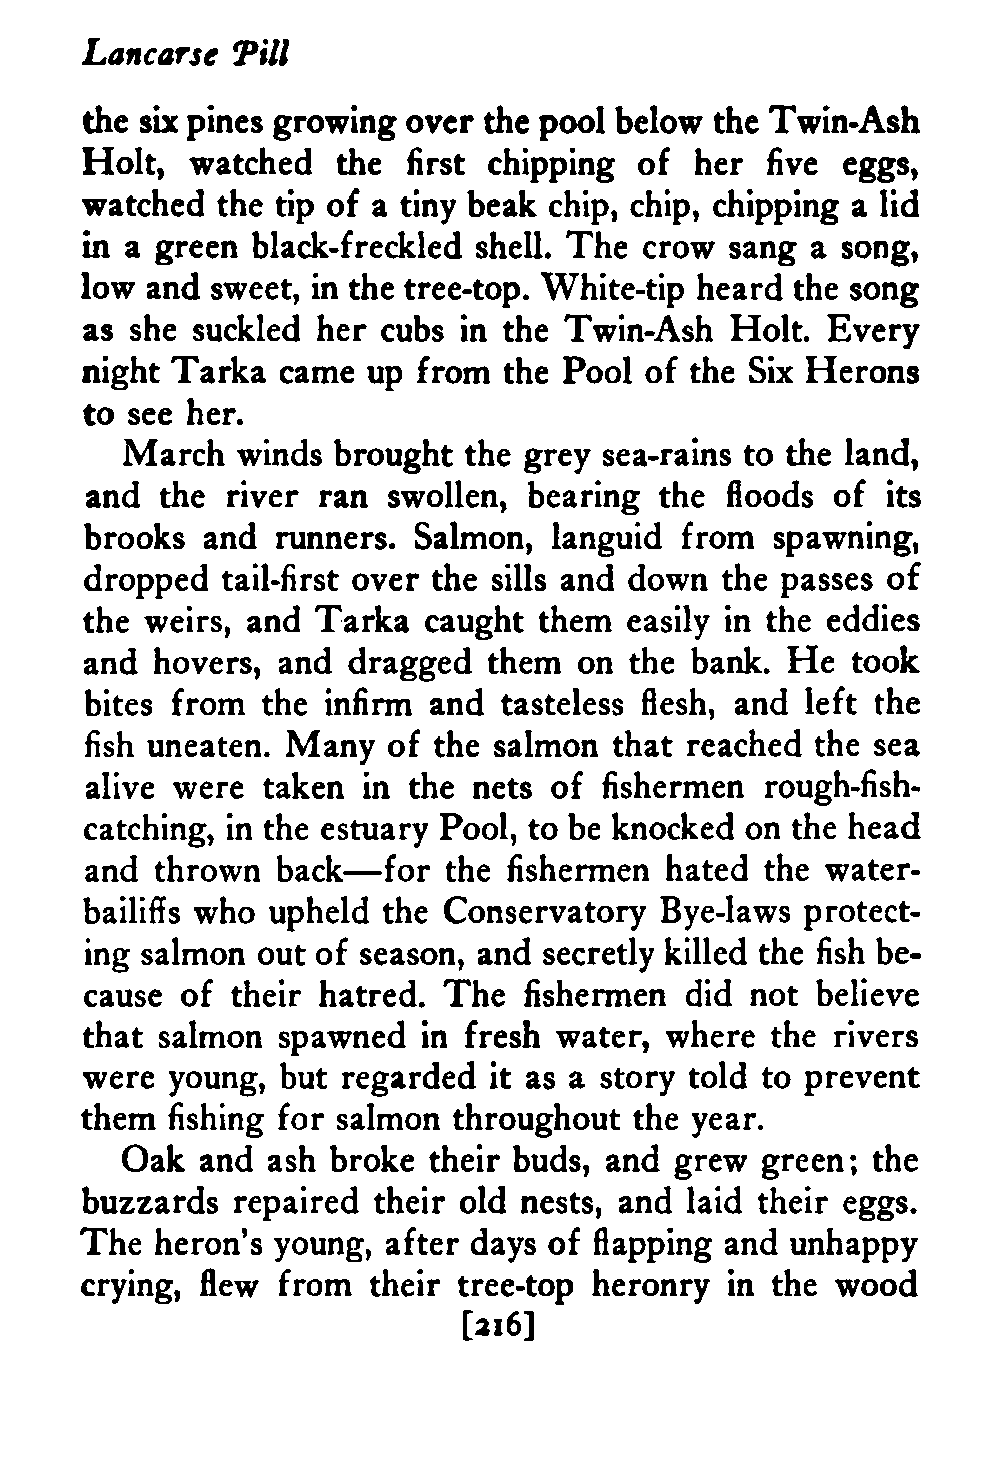 Lancarse Pill
the six pines growing over the pool below the Twin-Ash
Holt, watched the first chipping of her five eggs,
watched the tip of a tiny beak chip, chip, chipping a lid
in a green black-freckled shell. The crow sang a song,
low and sweet, in the tree-top. White-tip heard the song
as she suckled her cubs in the Twin-Ash Holt. Every
night Tarka came up from the Pool of the Six Herons
to see her.
March winds brought the grey sea-rains to the land,
and the river ran swollen, bearing the floods of its
brooks and runners. Salmon, languid from spawning,
dropped tail-first over the sills and down the passes of
the weirs, and Tarka caught them easily in the eddies
and hovers, and dragged them on the bank. He took
bites from the infirm and tasteless flesh, and left the
fish uneaten. Many of the salmon that reached the sea
alive were taken in the nets of fishermen rough-fish-
catching, in the estuary Pool, to be knocked on the head
and thrown back—for the fishermen hated the water-
bailiffs who upheld the Conservatory Bye-laws protect-
ing salmon out of season, and secretly killed the fish be-
cause of their hatred. The fishermen did not believe
that salmon spawned in fresh water, where the rivers
were young, but regarded it as a story told to prevent
them fishing for salmon throughout the year.
Oak and ash broke their buds, and grew green; the
buzzards repaired their old nests, and laid their eggs.
The heron's young, after days of flapping and unhappy
crying, flew from their tree-top heronry in the wood
[216]